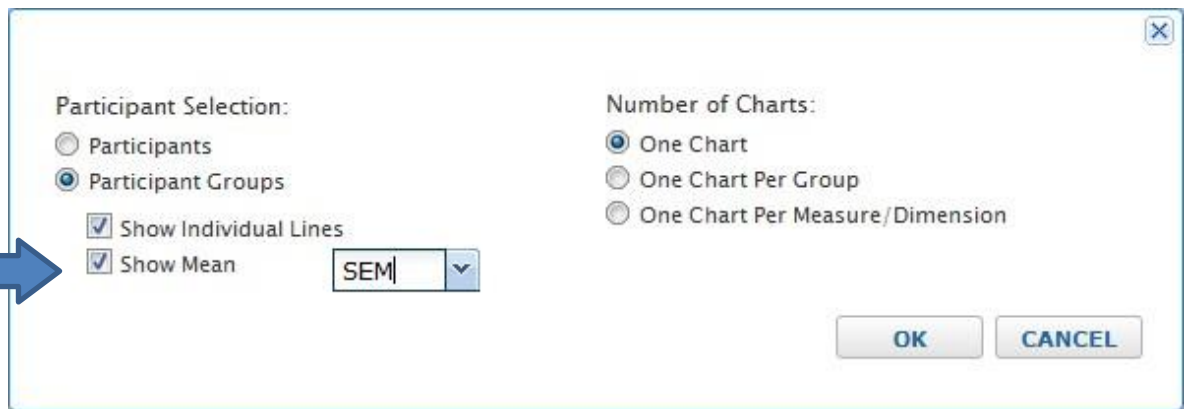 Participant Selection:
Participants
Participant Groups
Show Individual Lines
Show Mean
SEM
Number of Charts:
One Chart
One Chart Per Group
One Chart Per Measure/Dimension
OK
CANCEL